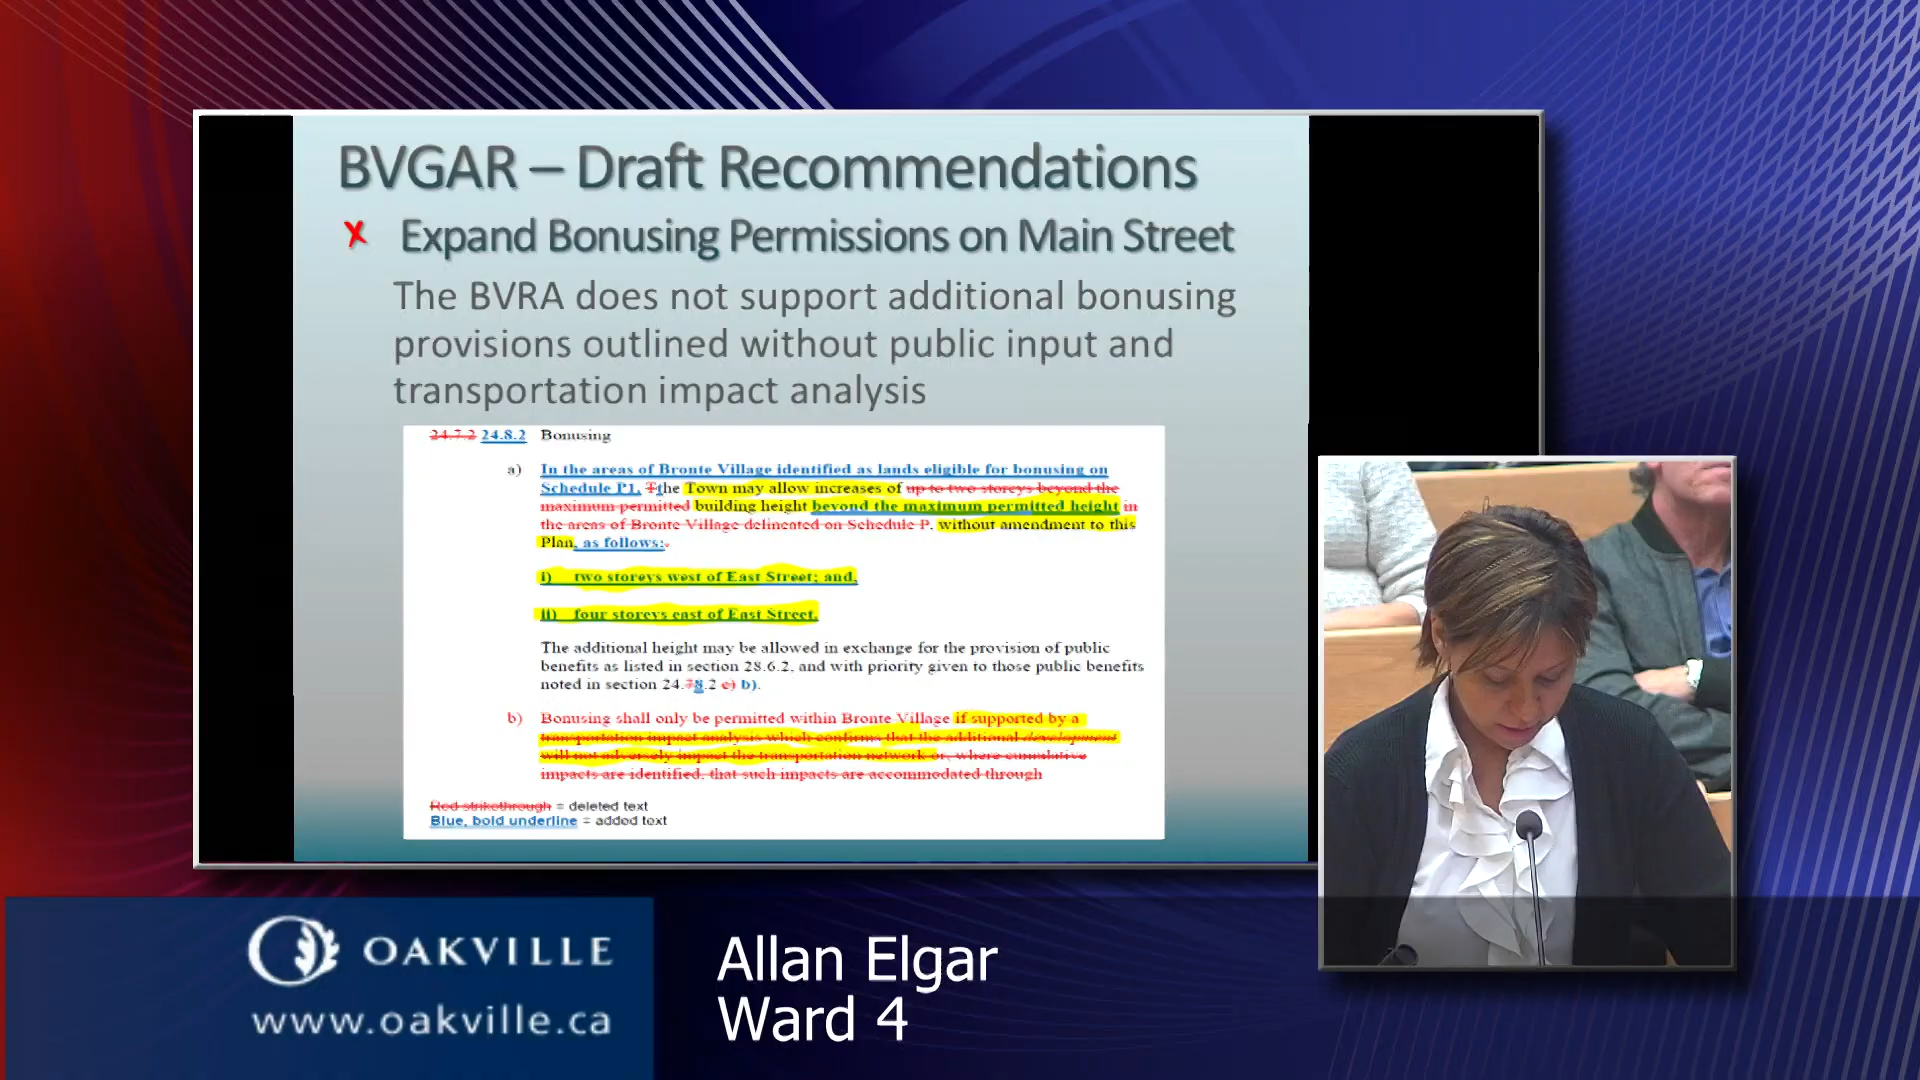 BVGAR – Draft Recommendations
X Expand Bonusing Permissions on Main Street
The BVRA does not support additional bonusing
provisions outlined without public input and
transportation impact analysis
24.7.2 24.8.2 Bonusing
a) In the areas of Bronte Village identified as lands eligible for bonusing on
Schedule P1, Tthe Town may allow increases of up to two storeys beyond the
maximum permitted building height beyond the maximum permitted height in
the areas of Bronte Village delineated on Schedule P, without amendment to this
Plan, as follows:.
i) two storeys west of East Street; and,
ii) four storeys east of East Street.
The additional height may be allowed in exchange for the provision of public
benefits as listed in section 28.6.2, and with priority given to those public benefits
noted in section 24.78.2 c) b).
b) Bonusing shall only be permitted within Bronte Village if supported by a
transportation impact analysis which confirms that the additional development
will not adversely impact the transportation network or, where cumulative
impacts are identified, that such impacts are accommodated through
Red strikethrough = deleted text
Blue, bold underline = added text
OAKVILLE
www.oakville.ca
Allan Elgar
Ward 4